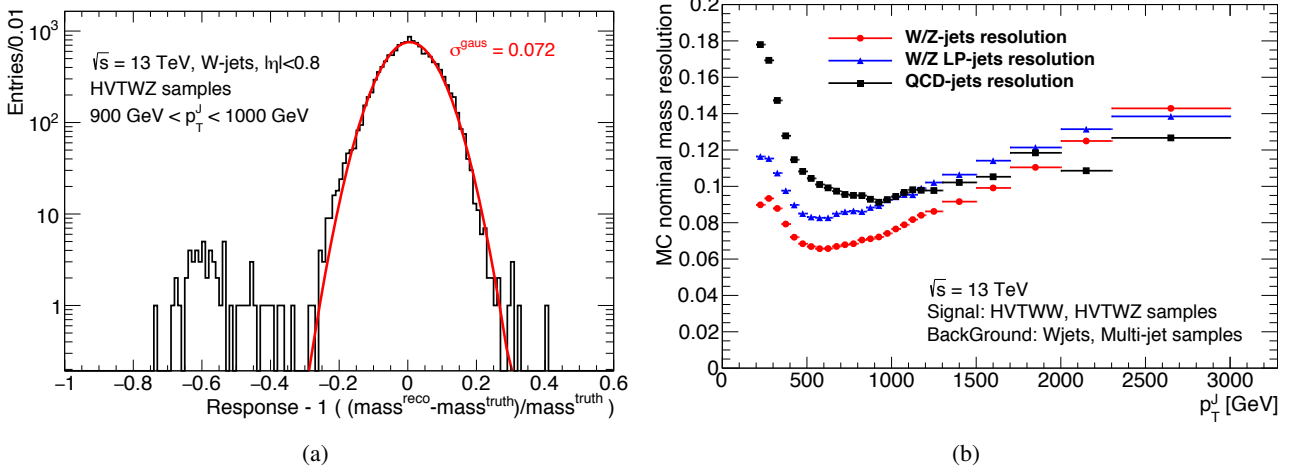 Entries/0.01
10³
10²
10
1
√s = 13 TeV, W-jets, |η|<0.8
HVTWZ samples
900 GeV < p_T^J < 1000 GeV
σ^gaus = 0.072
−1 −0.8 −0.6 −0.4 −0.2 0 0.2 0.4 0.6
Response - 1 ( (mass^reco-mass^truth)/mass^truth )
(a)
MC nominal mass resolution
0.2
0.18
0.16
0.14
0.12
0.1
0.08
0.06
0.04
0.02
0
W/Z-jets resolution
W/Z LP-jets resolution
QCD-jets resolution
√s = 13 TeV
Signal: HVTWW, HVTWZ samples
BackGround: Wjets, Multi-jet samples
0 500 1000 1500 2000 2500 3000
p_T^J [GeV]
(b)